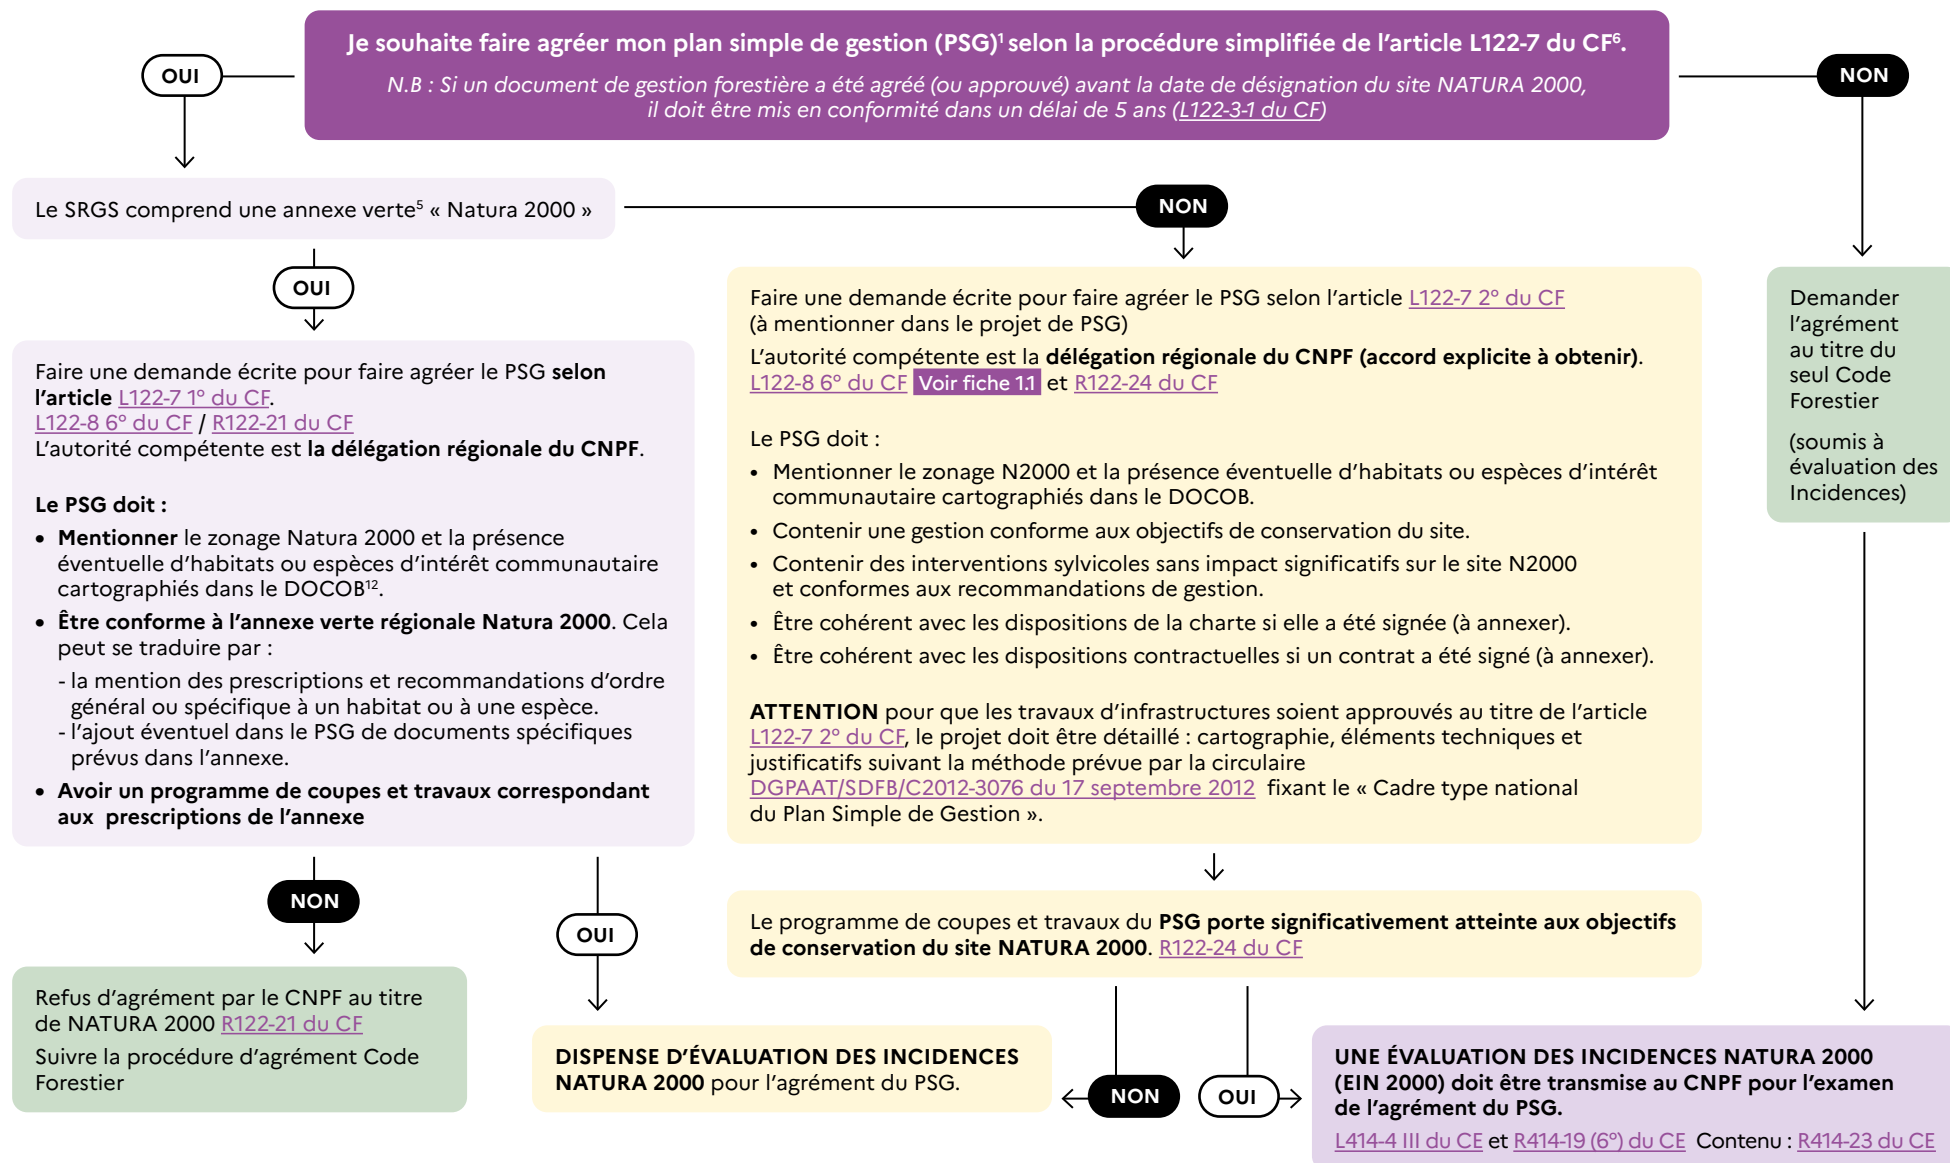 Je souhaite faire agréer mon plan simple de gestion (PSG)¹ selon la procédure simplifiée de l'article L122-7 du CF⁶.
N.B : Si un document de gestion forestière a été agréé (ou approuvé) avant la date de désignation du site NATURA 2000,
il doit être mis en conformité dans un délai de 5 ans (L122-3-1 du CF)
OUI
NON
Le SRGS comprend une annexe verte⁵ « Natura 2000 »
NON
OUI
Faire une demande écrite pour faire agréer le PSG selon
l'article L122-7 1° du CF.
L122-8 6° du CF / R122-21 du CF
L'autorité compétente est la délégation régionale du CNPF.
Le PSG doit :
• Mentionner le zonage Natura 2000 et la présence
éventuelle d'habitats ou espèces d'intérêt communautaire
cartographiés dans le DOCOB¹².
• Être conforme à l'annexe verte régionale Natura 2000. Cela
peut se traduire par :
- la mention des prescriptions et recommandations d'ordre
général ou spécifique à un habitat ou à une espèce.
- l'ajout éventuel dans le PSG de documents spécifiques
prévus dans l'annexe.
• Avoir un programme de coupes et travaux correspondant
aux prescriptions de l'annexe
Faire une demande écrite pour faire agréer le PSG selon l'article L122-7 2° du CF
(à mentionner dans le projet de PSG)
L'autorité compétente est la délégation régionale du CNPF (accord explicite à obtenir).
L122-8 6° du CF Voir fiche 1.1 et R122-24 du CF
Le PSG doit :
• Mentionner le zonage N2000 et la présence éventuelle d'habitats ou espèces d'intérêt
communautaire cartographiés dans le DOCOB.
• Contenir une gestion conforme aux objectifs de conservation du site.
• Contenir des interventions sylvicoles sans impact significatifs sur le site N2000
et conformes aux recommandations de gestion.
• Être cohérent avec les dispositions de la charte si elle a été signée (à annexer).
• Être cohérent avec les dispositions contractuelles si un contrat a été signé (à annexer).
ATTENTION pour que les travaux d'infrastructures soient approuvés au titre de l'article
L122-7 2° du CF, le projet doit être détaillé : cartographie, éléments techniques et
justificatifs suivant la méthode prévue par la circulaire
DGPAAT/SDFB/C2012-3076 du 17 septembre 2012 fixant le « Cadre type national
du Plan Simple de Gestion ».
Demander
l'agrément
au titre du
seul Code
Forestier
(soumis à
évaluation des
Incidences)
NON
OUI
Le programme de coupes et travaux du PSG porte significativement atteinte aux objectifs
de conservation du site NATURA 2000. R122-24 du CF
Refus d'agrément par le CNPF au titre
de NATURA 2000 R122-21 du CF
Suivre la procédure d'agrément Code
Forestier
DISPENSE D'ÉVALUATION DES INCIDENCES
NATURA 2000 pour l'agrément du PSG.
NON
OUI
UNE ÉVALUATION DES INCIDENCES NATURA 2000
(EIN 2000) doit être transmise au CNPF pour l'examen
de l'agrément du PSG.
L414-4 III du CE et R414-19 (6°) du CE Contenu : R414-23 du CE